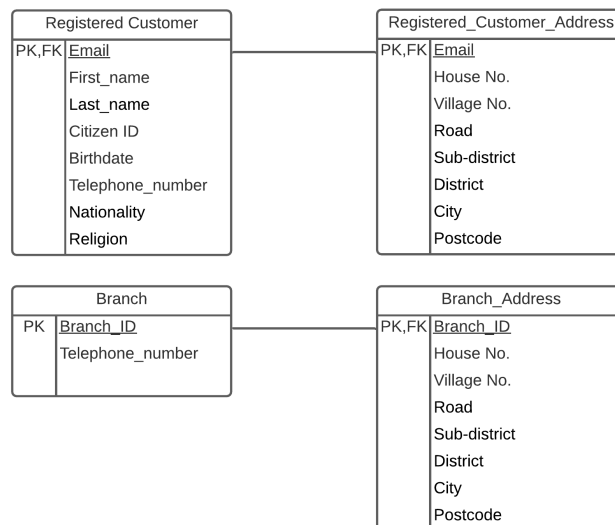 Registered Customer
PK,FK Email
First_name
Last_name
Citizen ID
Birthdate
Telephone_number
Nationality
Religion
Registered_Customer_Address
PK,FK Email
House No.
Village No.
Road
Sub-district
District
City
Postcode
Branch
PK Branch_ID
Telephone_number
Branch_Address
PK,FK Branch_ID
House No.
Village No.
Road
Sub-district
District
City
Postcode